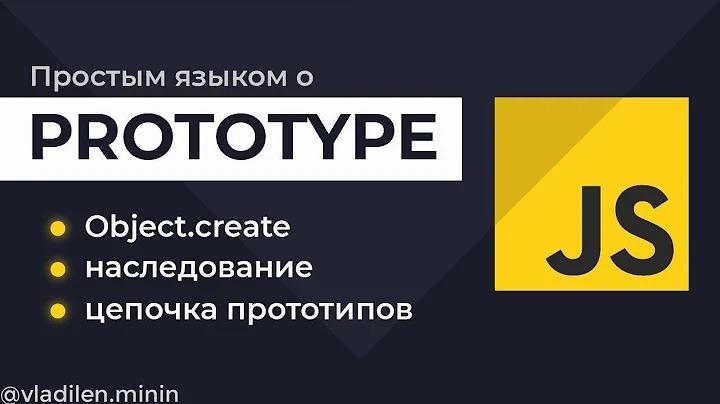 Простым языком о
PROTOTYPE
JS
Object.create
наследование
цепочка прототипов
@vladilen.minin